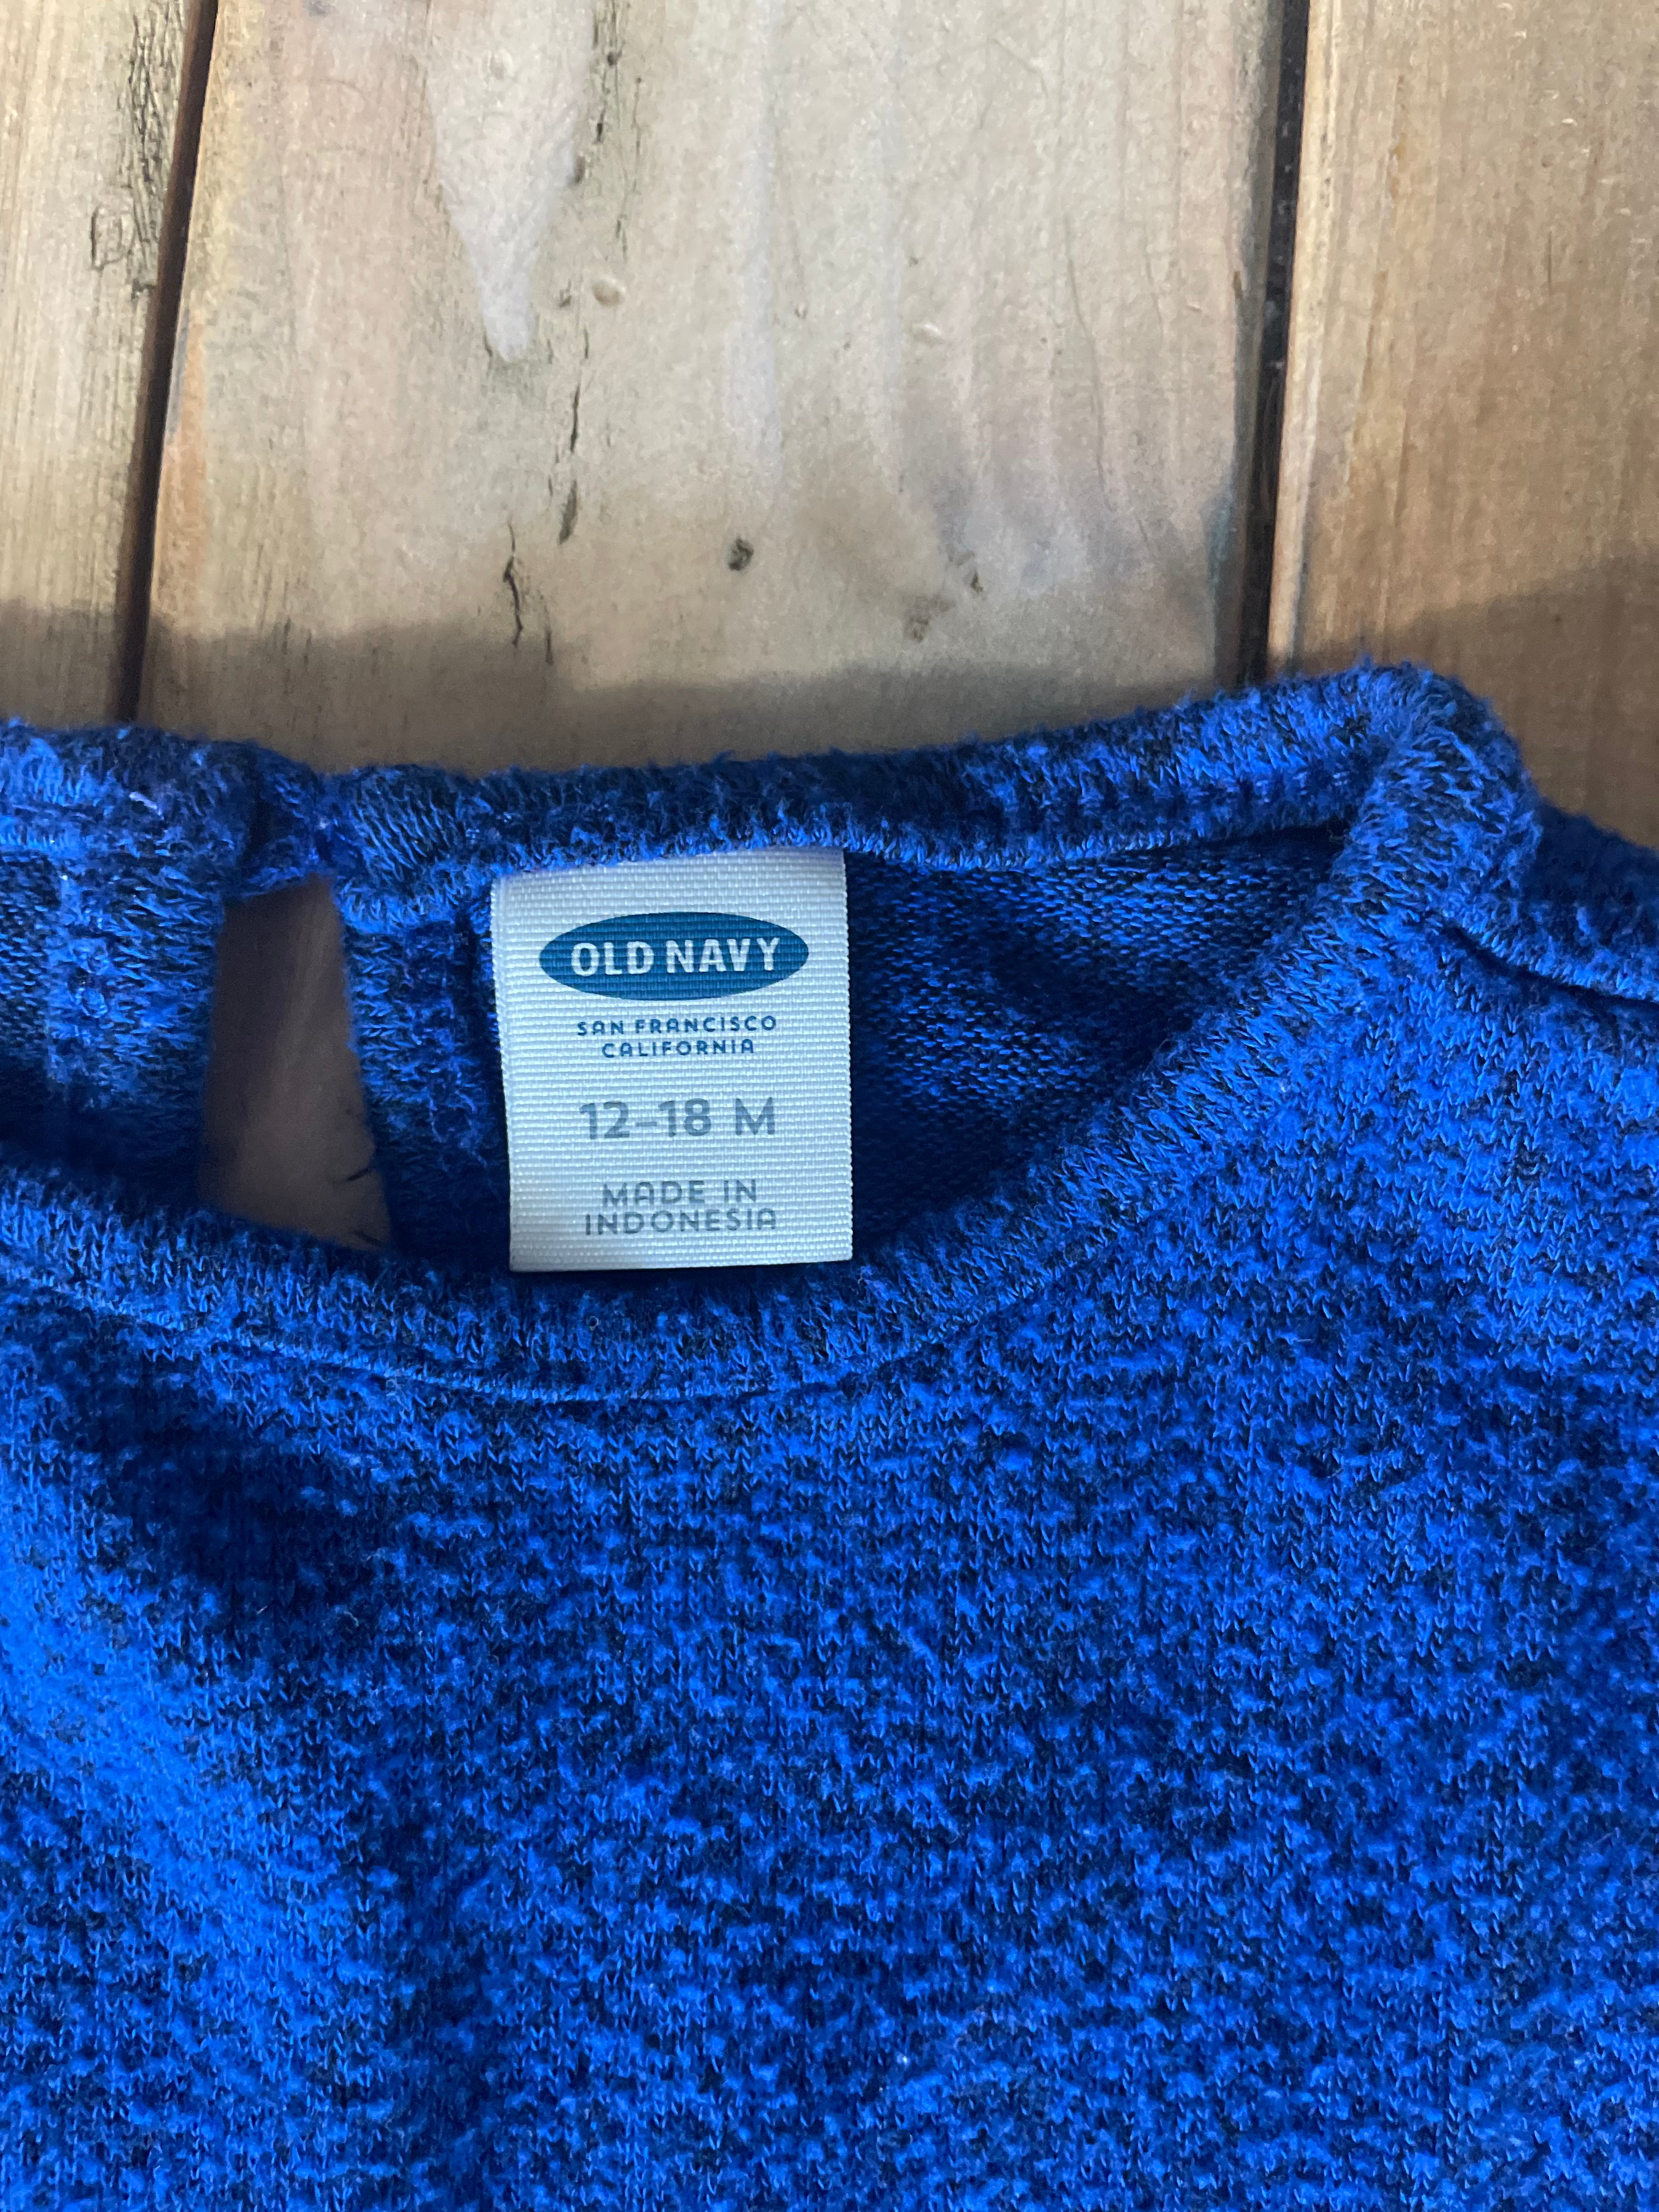 OLD NAVY
SAN FRANCISCO
CALIFORNIA
12-18 M
MADE IN
INDONESIA